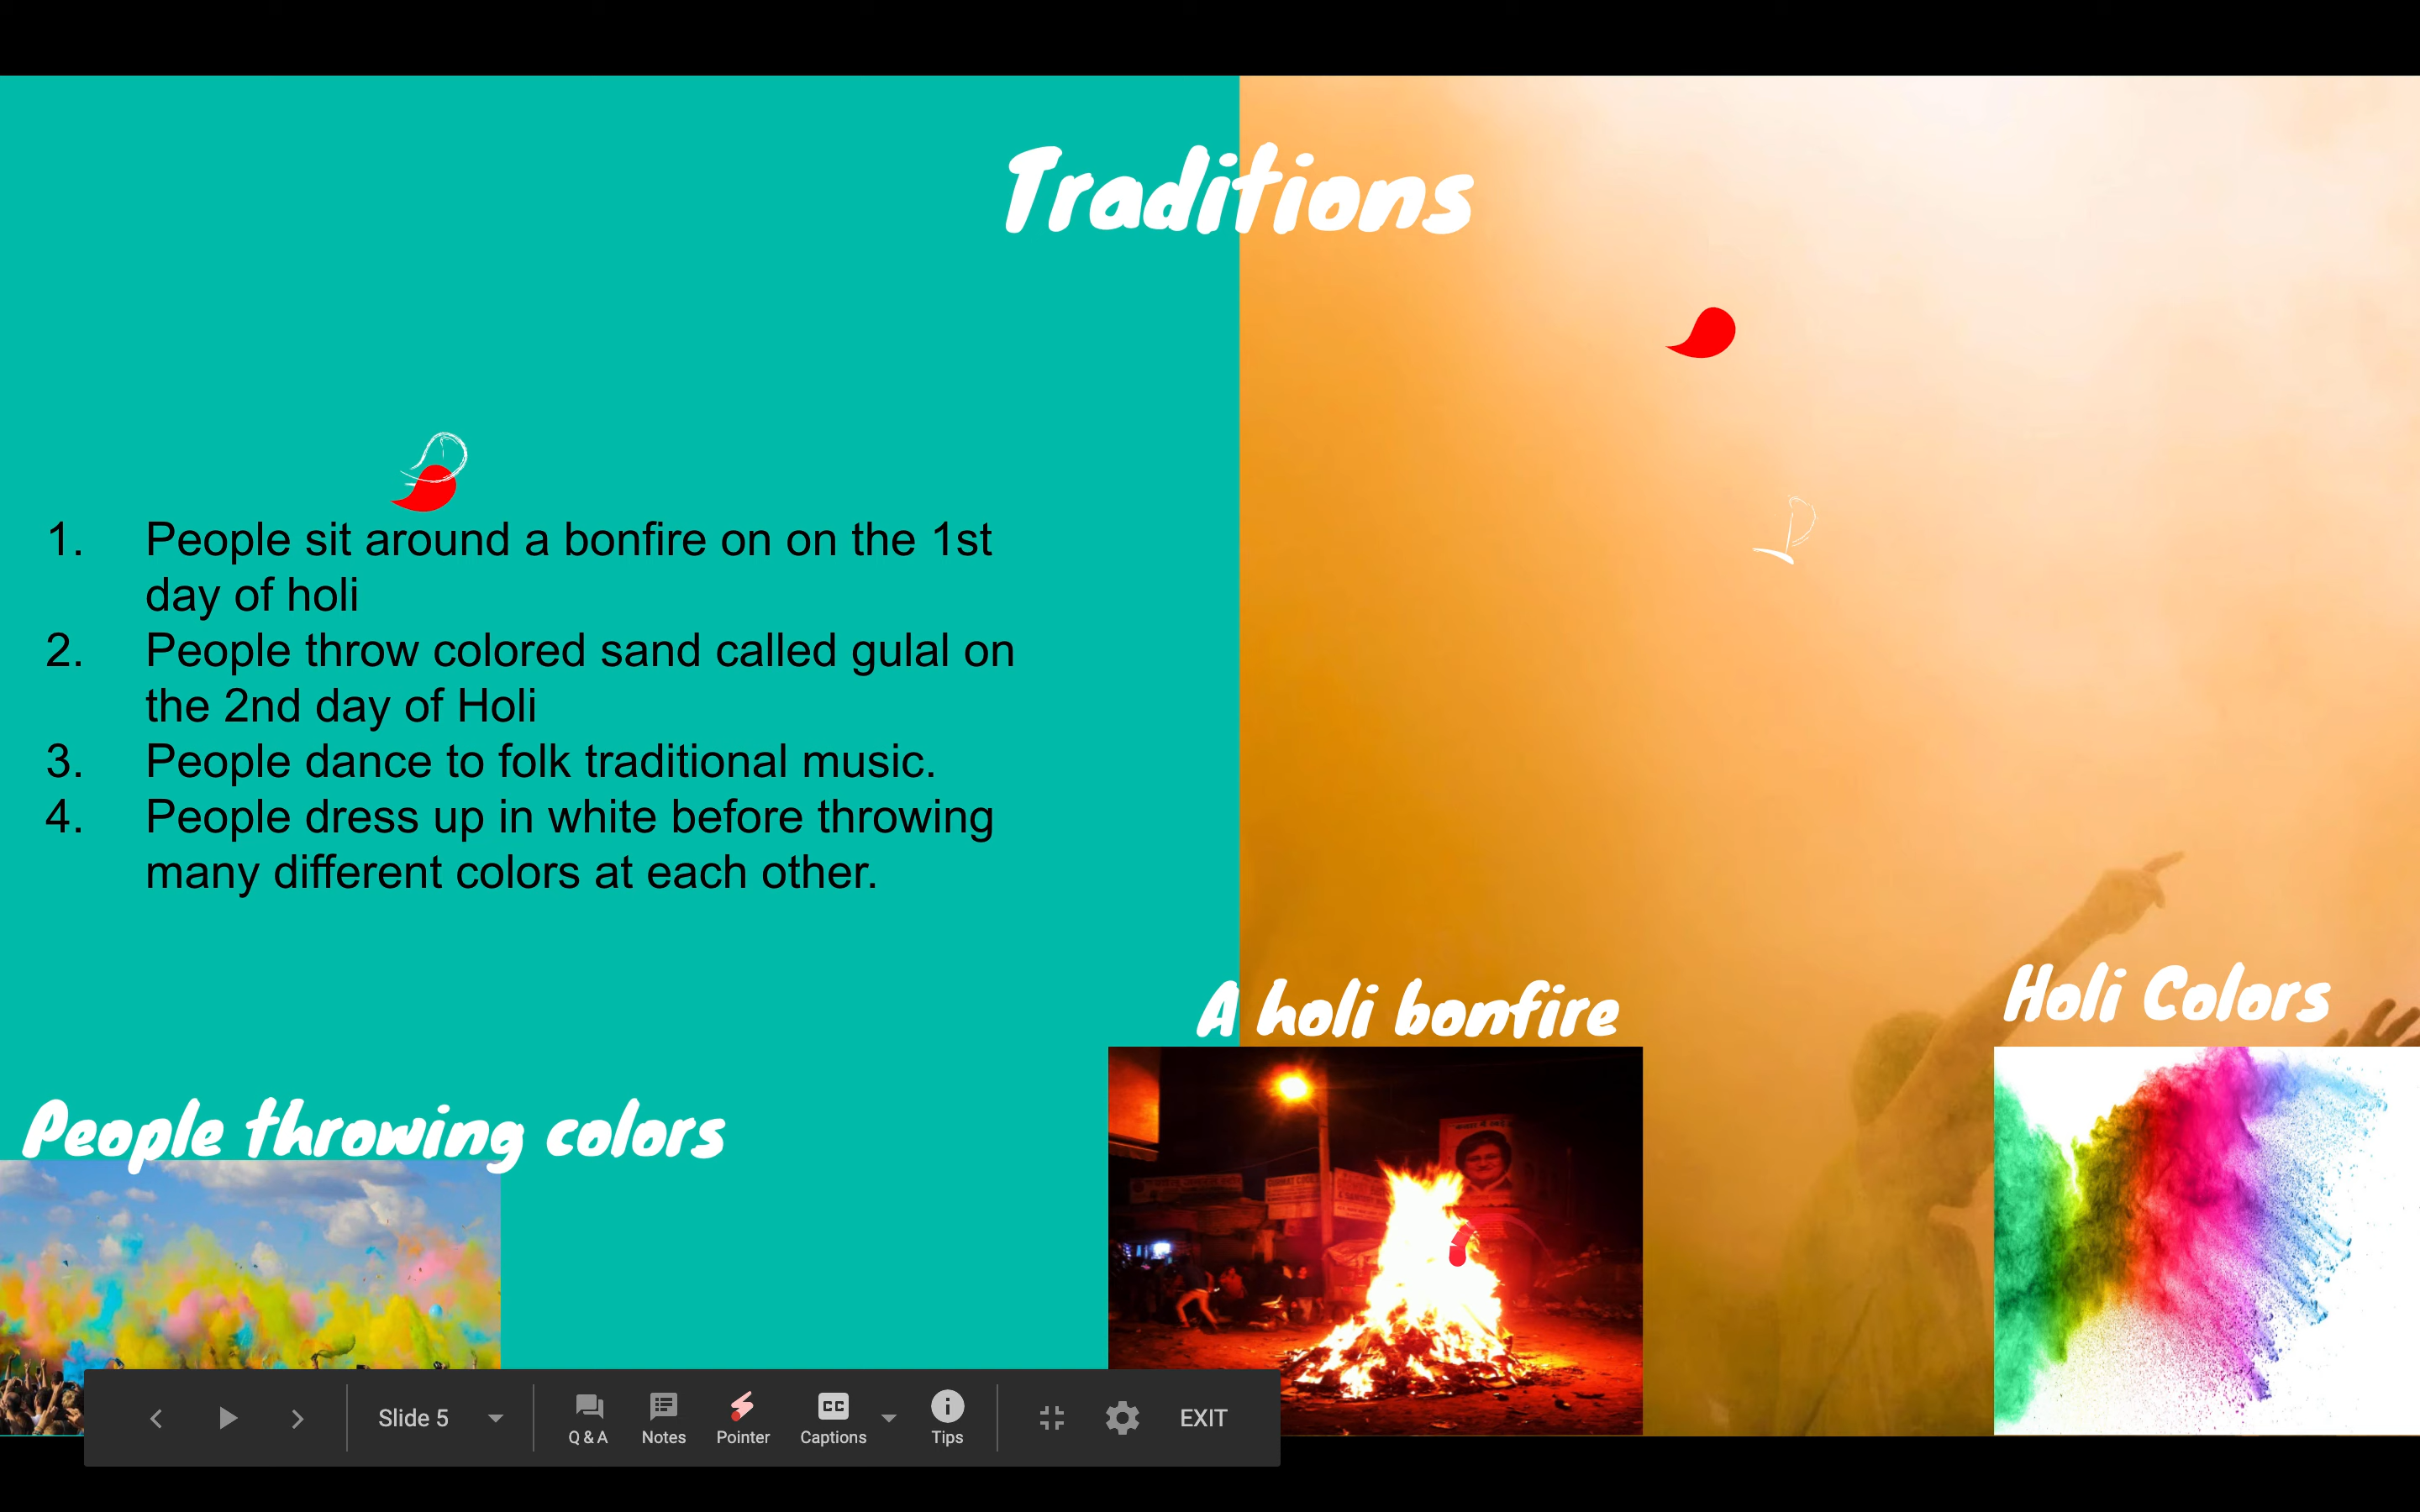 Traditions
1. People sit around a bonfire on on the 1st
day of holi
2. People throw colored sand called gulal on
the 2nd day of Holi
3. People dance to folk traditional music.
4. People dress up in white before throwing
many different colors at each other.
A holi bonfire
Holi Colors
People throwing colors
Slide 5
Q & A
Notes
Pointer
CC
Captions
Tips
EXIT